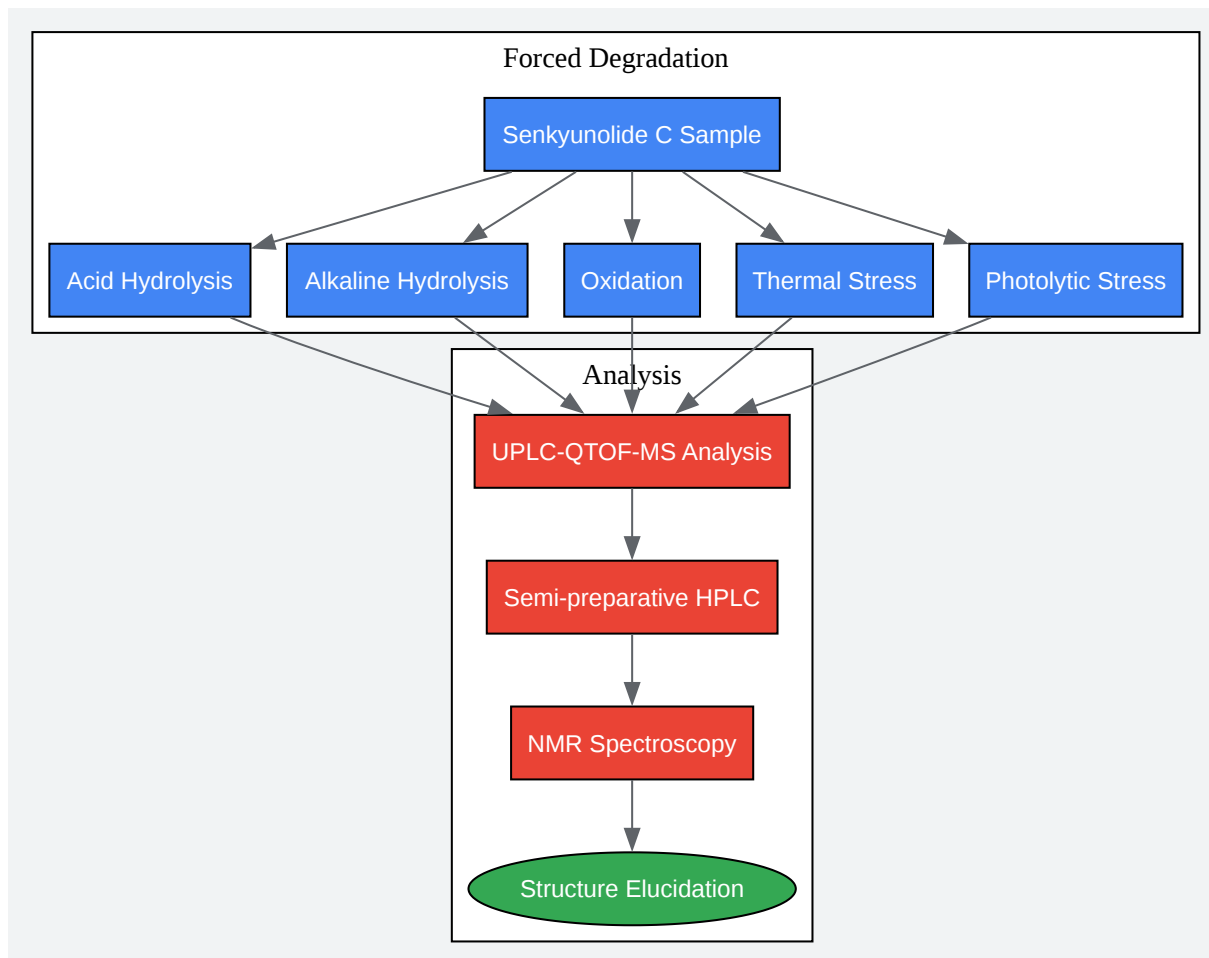 Forced Degradation
Senkyunolide C Sample
Acid Hydrolysis
Alkaline Hydrolysis
Oxidation
Thermal Stress
Photolytic Stress
Analysis
UPLC-QTOF-MS Analysis
Semi-preparative HPLC
NMR Spectroscopy
Structure Elucidation